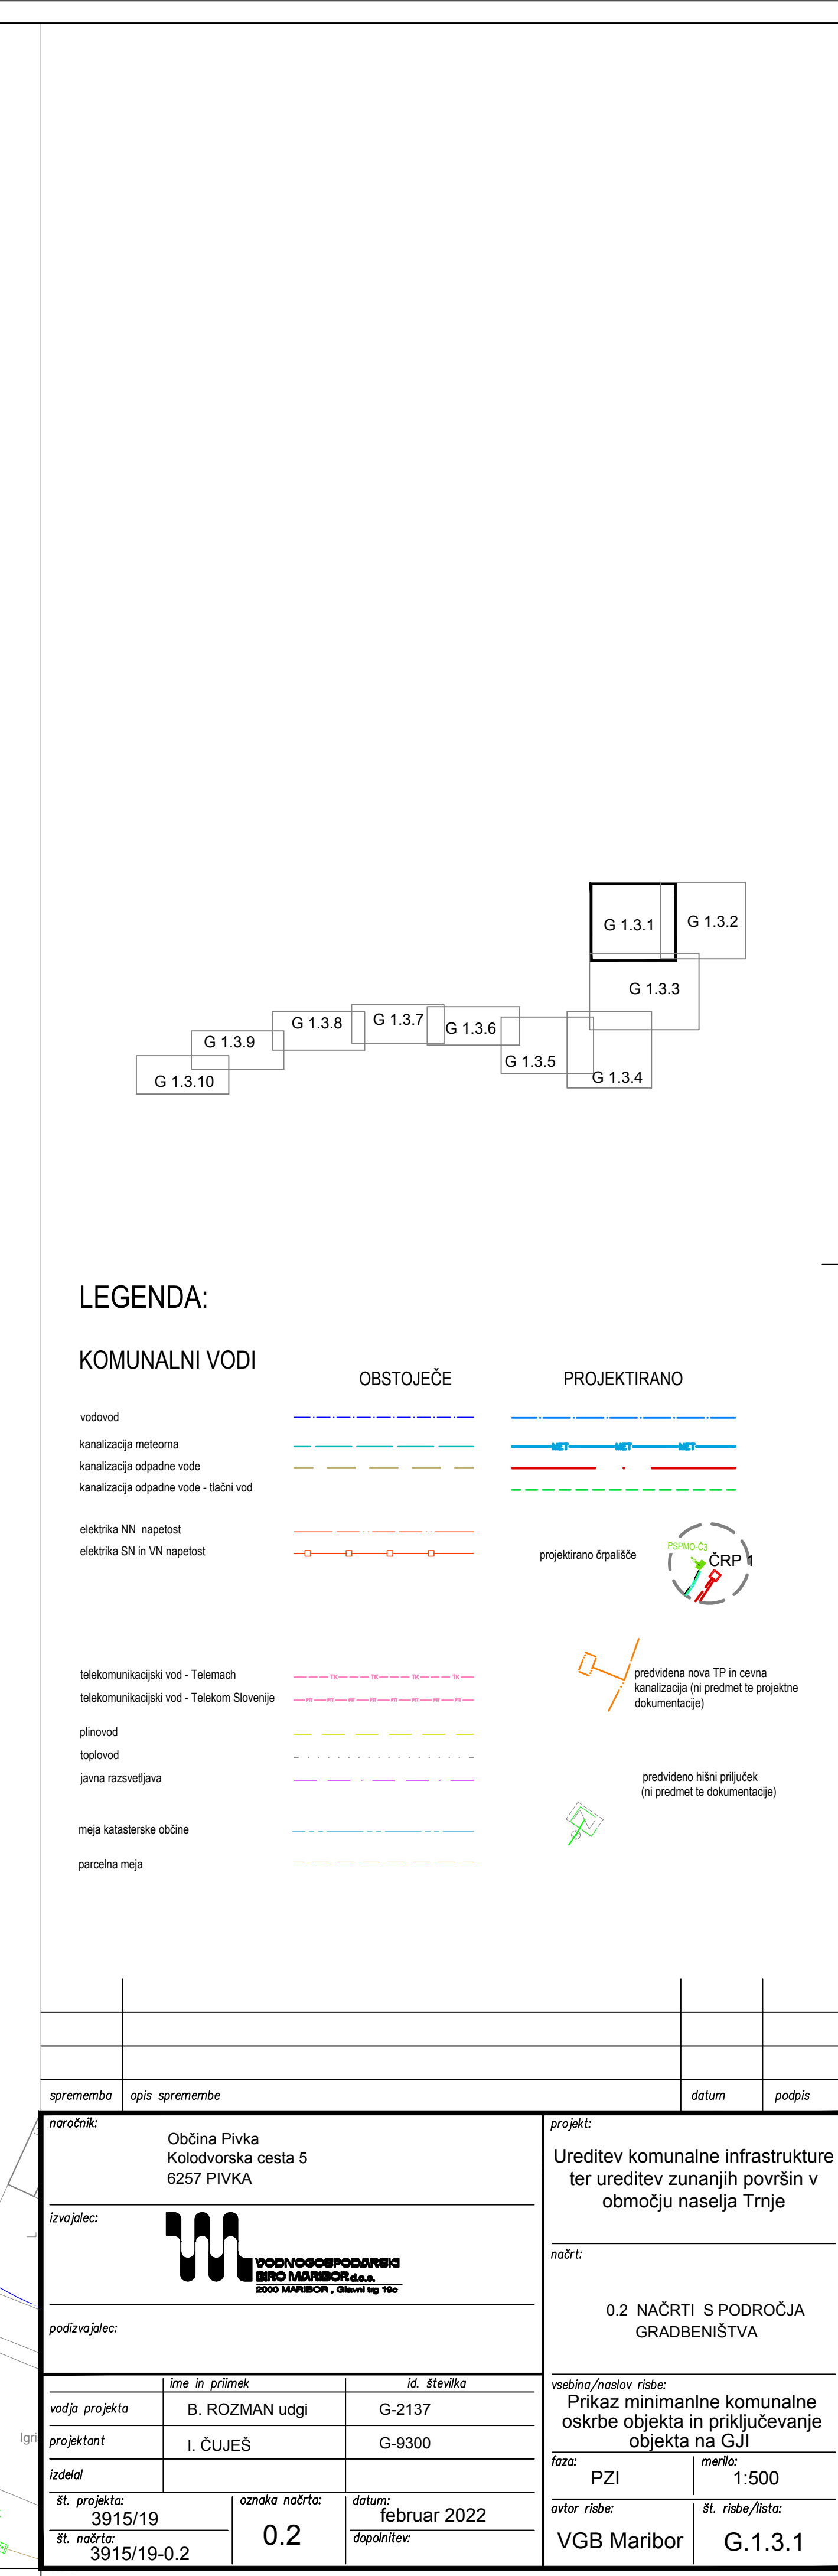 G 1.3.1
G 1.3.2
G 1.3.3
G 1.3.8
G 1.3.7
G 1.3.6
G 1.3.9
G 1.3.5
G 1.3.10
G 1.3.4
LEGENDA:
KOMUNALNI VODI
OBSTOJEČE
PROJEKTIRANO
vodovod
kanalizacija meteorna
MET MET MET
kanalizacija odpadne vode
kanalizacija odpadne vode - tlačni vod
elektrika NN napetost
elektrika SN in VN napetost
projektirano črpališče
PSPMO-Č3
ČRP 1
telekomunikacijski vod - Telemach
TK TK TK TK
telekomunikacijski vod - Telekom Slovenije
predvidena nova TP in cevna
kanalizacija (ni predmet te projektne
dokumentacije)
plinovod
toplovod
javna razsvetljava
predvideno hišni priljuček
(ni predmet te dokumentacije)
meja katasterske občine
parcelna meja
sprememba opis spremembe datum podpis
naročnik:
Občina Pivka
Kolodvorska cesta 5
6257 PIVKA
izvajalec:
VODNOGOSPODARSKI
BIRO MARIBOR d.o.o.
2000 MARIBOR , Glavni trg 19c
podizvajalec:
ime in priimek id. številka
vodja projekta B. ROZMAN udgi G-2137
projektant I. ČUJEŠ G-9300
izdelal
št. projekta:
3915/19
oznaka načrta:
0.2
datum:
februar 2022
št. načrta:
3915/19-0.2
dopolnitev:
projekt:
Ureditev komunalne infrastrukture
ter ureditev zunanjih površin v
območju naselja Trnje
načrt:
0.2 NAČRTI S PODROČJA
GRADBENIŠTVA
vsebina/naslov risbe:
Prikaz minimanlne komunalne
oskrbe objekta in priključevanje
objekta na GJI
faza:
PZI
merilo:
1:500
avtor risbe:
VGB Maribor
št. risbe/lista:
G.1.3.1